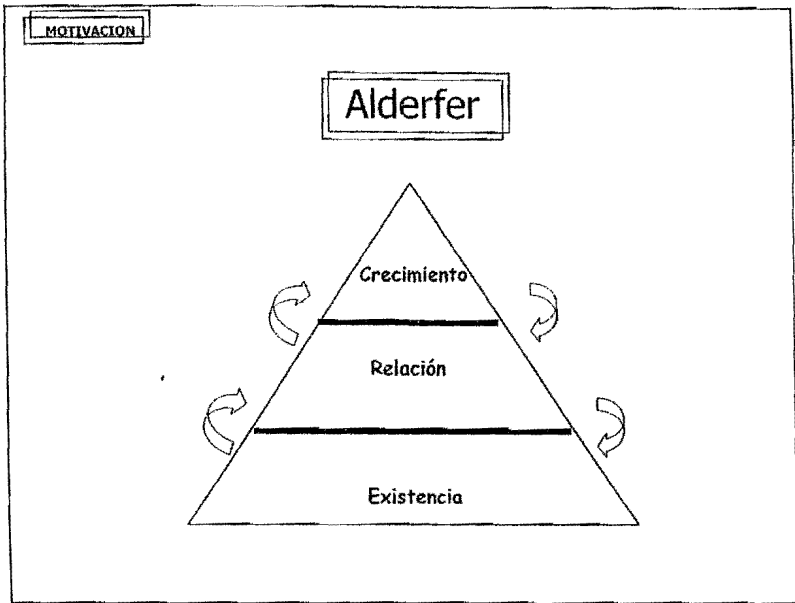 MOTIVACION
Alderfer
Crecimiento
Relación
Existencia